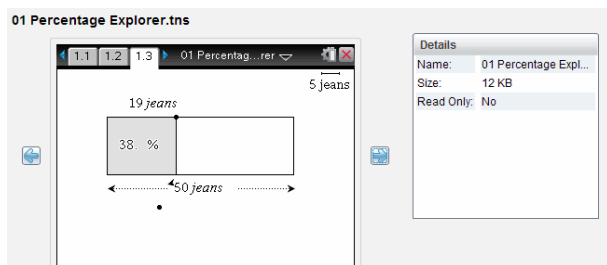 01 Percentage Explorer.tns
1.1 1.2 1.3 01 Percentag...rer
5 jeans
19 jeans
38. %
50 jeans
Details
Name: 01 Percentage Expl...
Size: 12 KB
Read Only: No